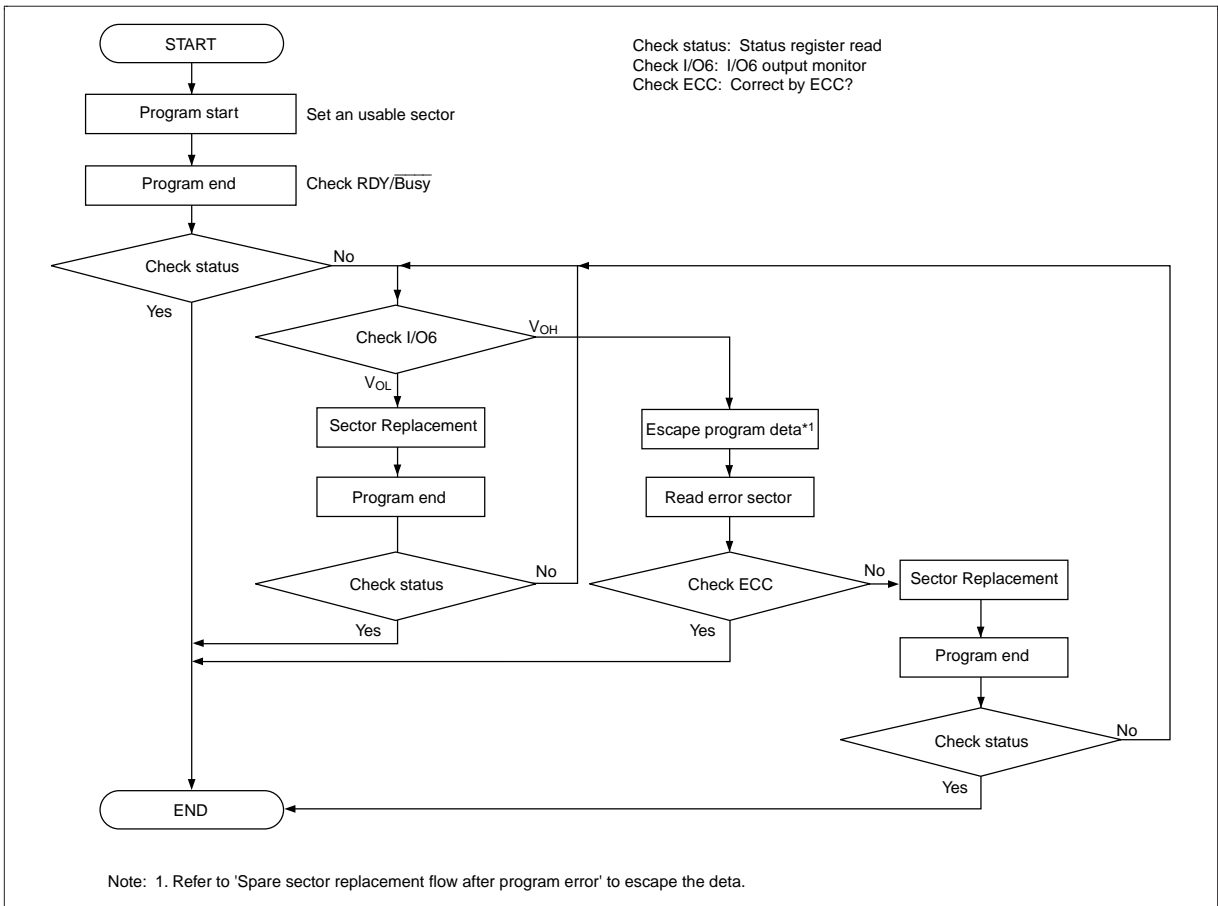 START
Check status: Status register read
Check I/O6: I/O6 output monitor
Check ECC: Correct by ECC?
Program start
Set an usable sector
Program end
Check RDY/Busy
Check status
No
Yes
Check I/O6
VOH
VOL
Sector Replacement
Escape program deta*1
Program end
Read error sector
Check status
No
Yes
Check ECC
No
Yes
Sector Replacement
Program end
Check status
No
Yes
END
Note: 1. Refer to 'Spare sector replacement flow after program error' to escape the deta.